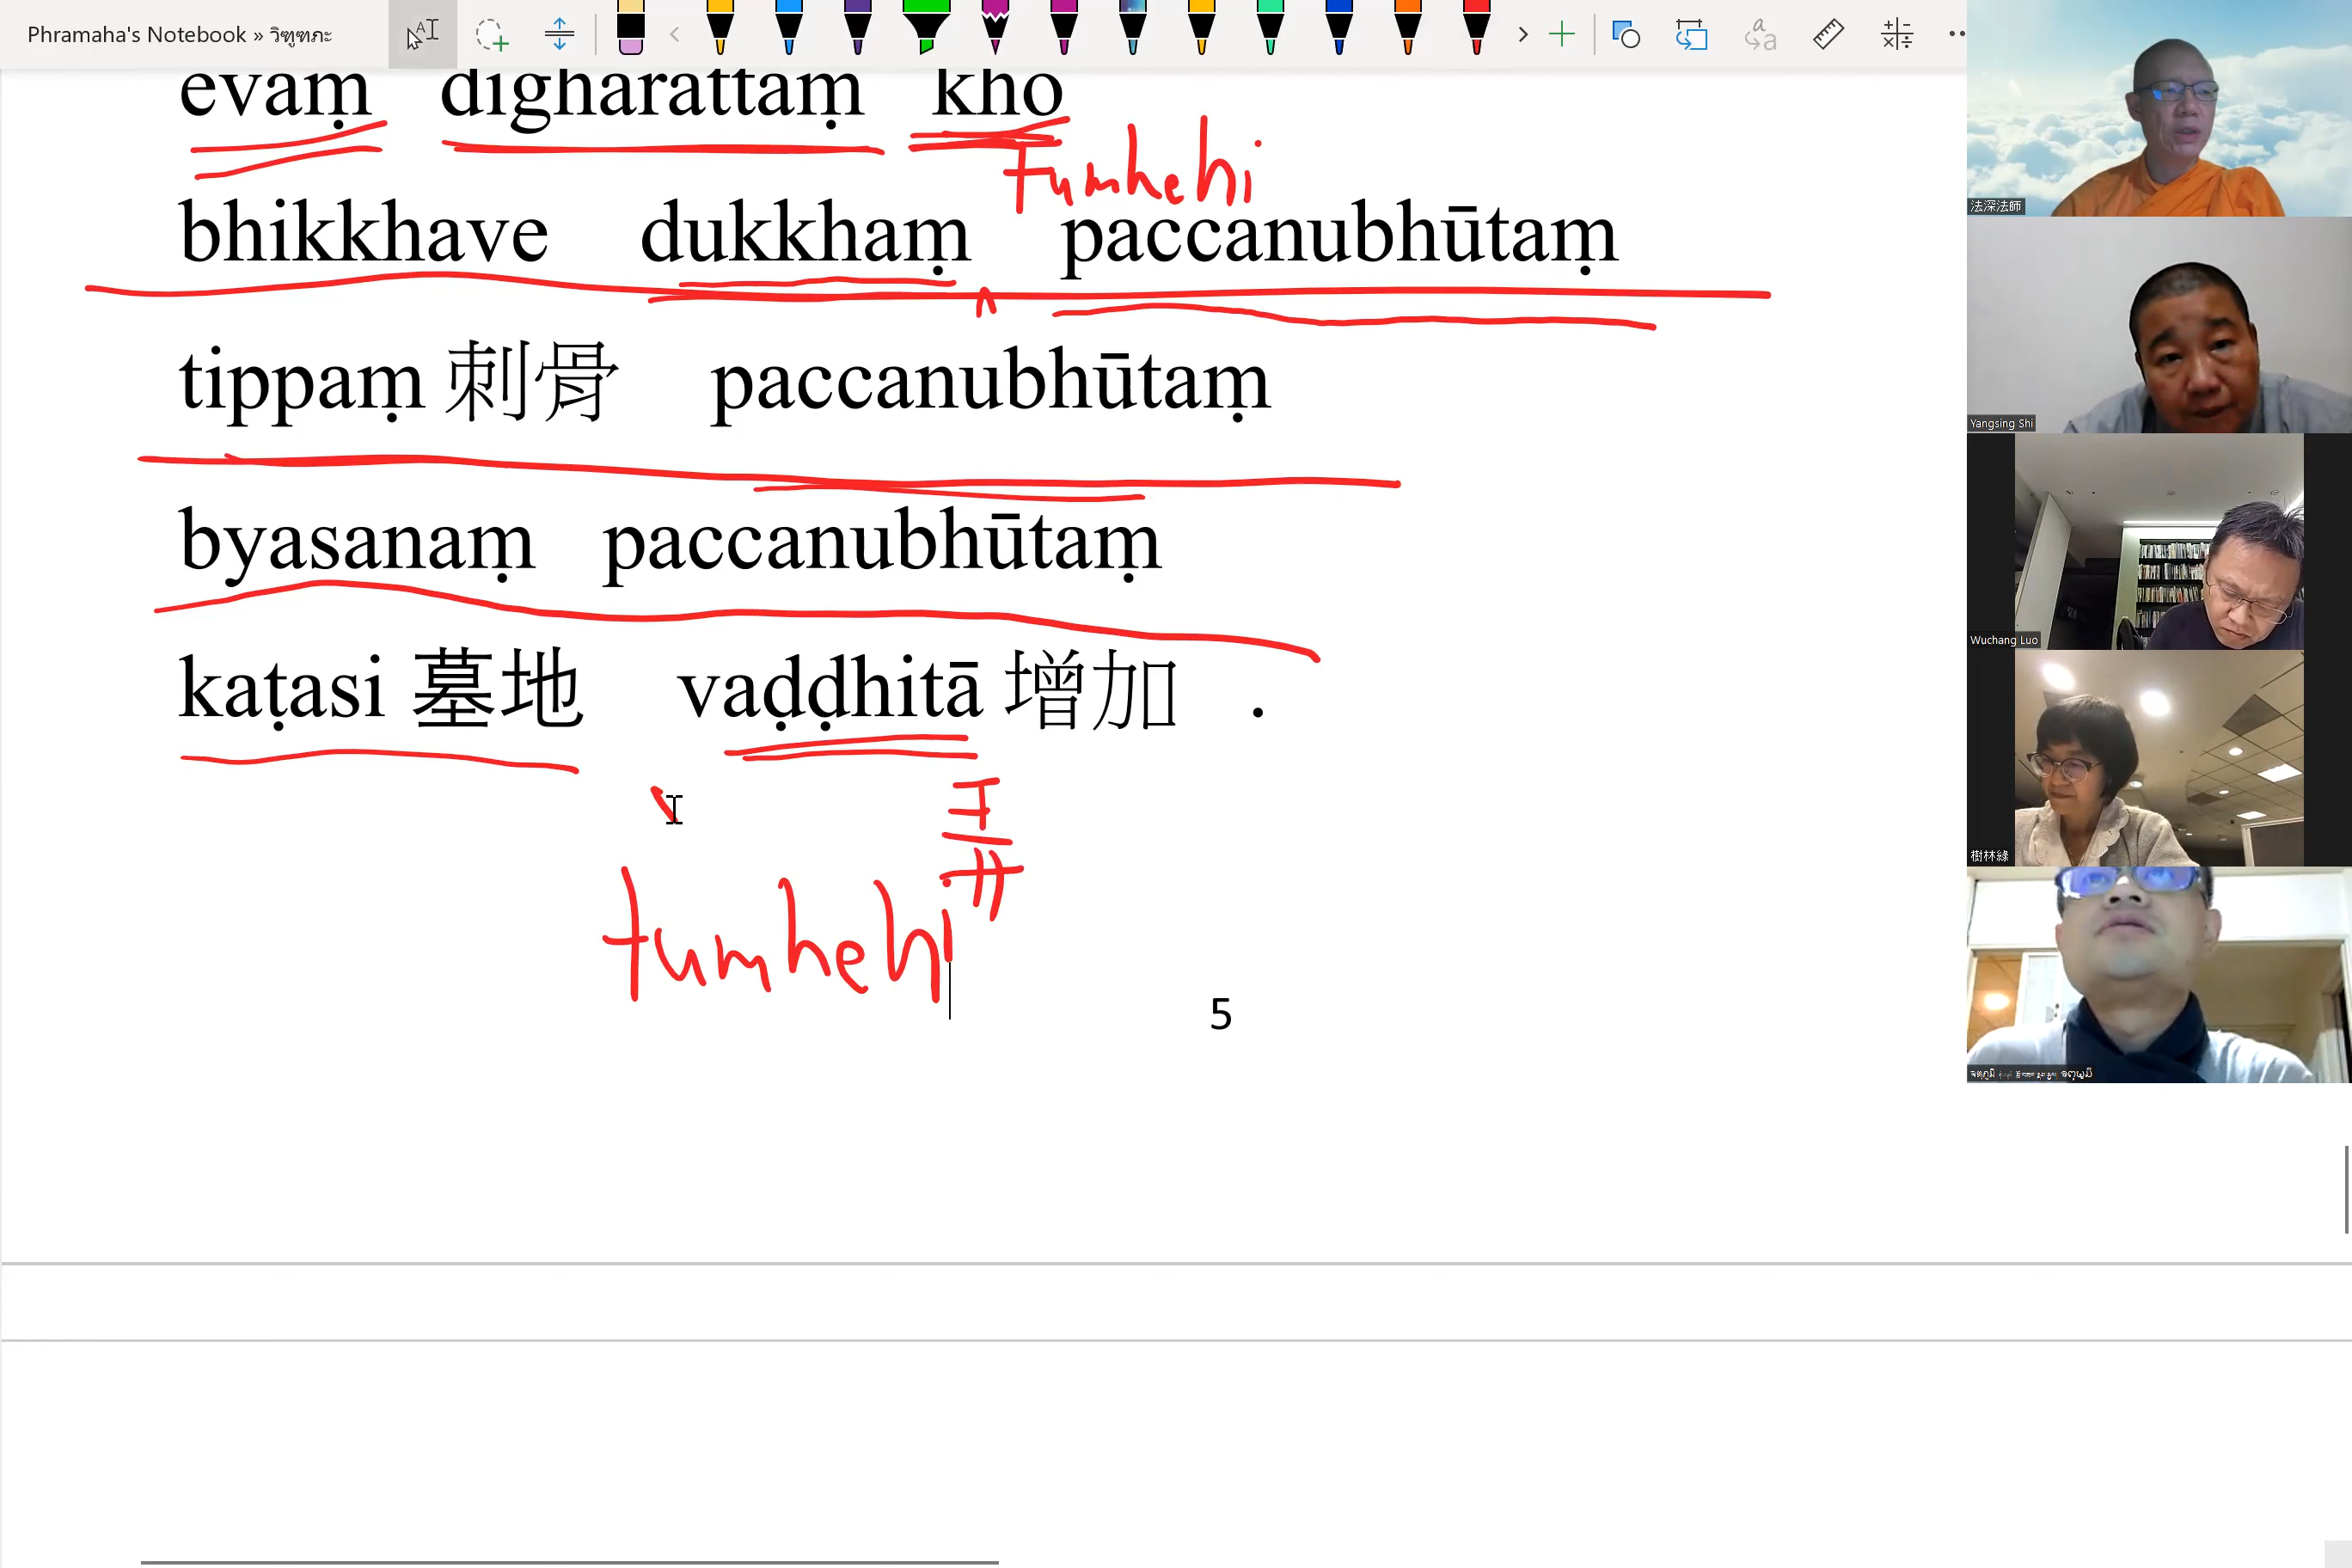 Phramaha's Notebook » วิฑูฑภะ
evaṃ dīgharattaṃ kho
tumhehi
bhikkhave dukkhaṃ paccanubhūtaṃ
tippaṃ 刺骨 paccanubhūtaṃ
byasanaṃ paccanubhūtaṃ
kaṭasi 墓地 vaḍḍhitā 增加 .
tumhehi
5
法深法師
Yangsing Shi
Wuchang Luo
樹林綠